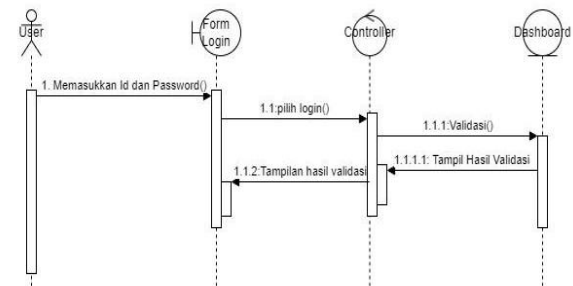 User
Form
Login
Controller
Dashboard
1. Memasukkan Id dan Password()
1.1:pilih login()
1.1.1:Validasi()
1.1.1.1: Tampil Hasil Validasi
1.1.2:Tampilan hasil validasi